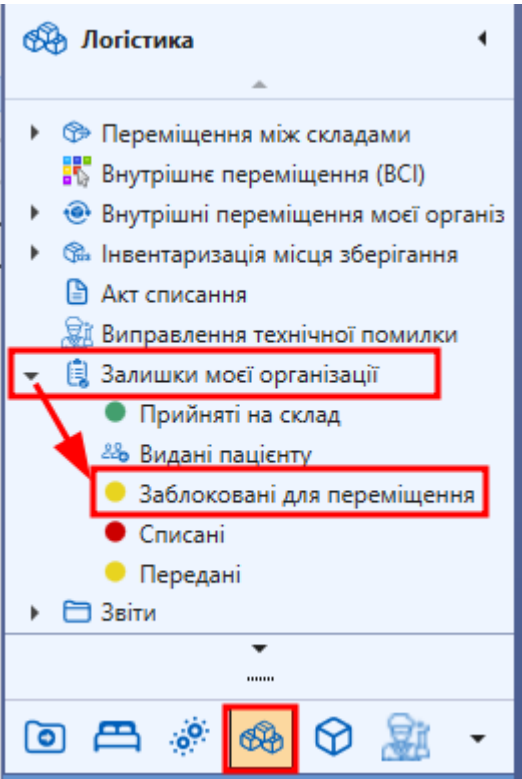 Логістика
Переміщення між складами
Внутрішнє переміщення (ВСІ)
Внутрішні переміщення моєї організ
Інвентаризація місця зберігання
Акт списання
Виправлення технічної помилки
Залишки моєї організації
Прийняті на склад
Видані пацієнту
Заблоковані для переміщення
Списані
Передані
Звіти